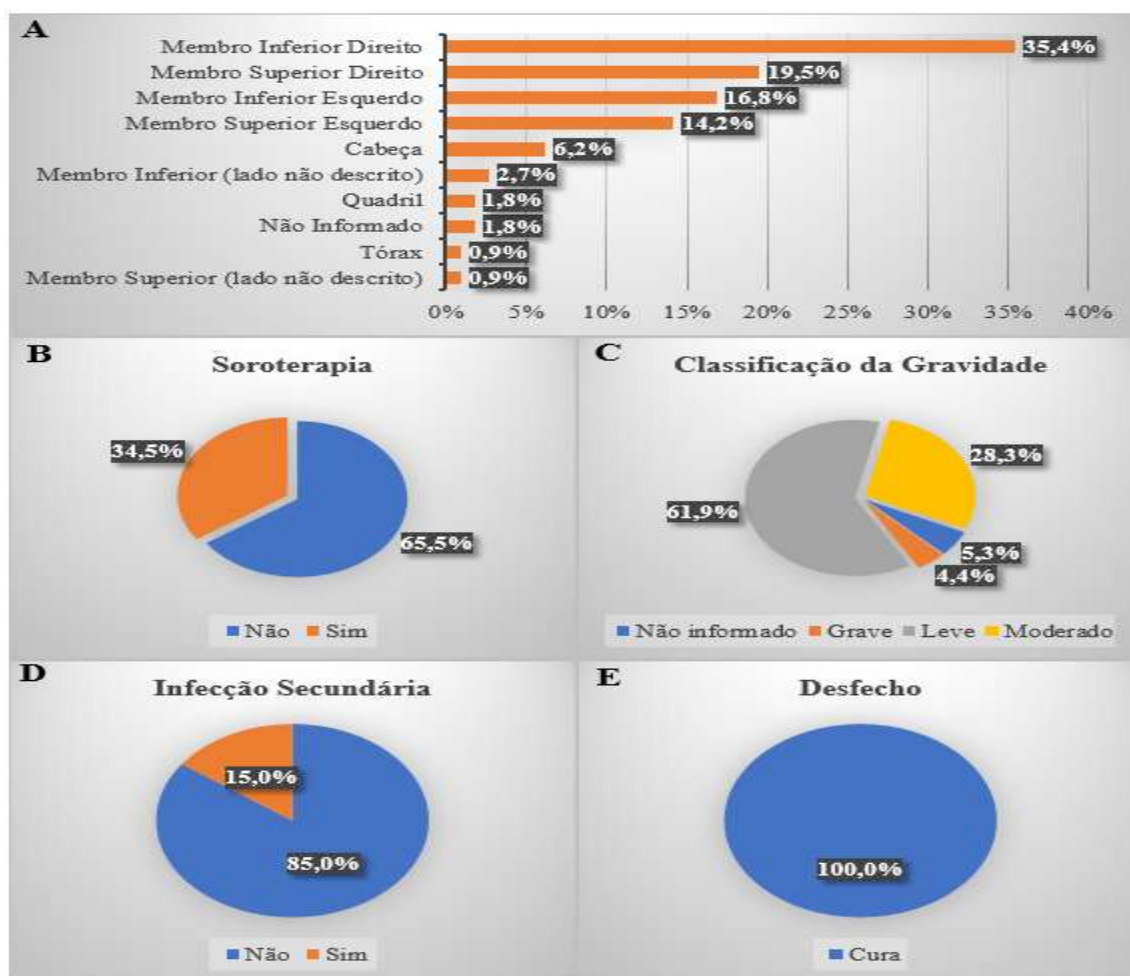 A
Membro Inferior Direito 35,4%
Membro Superior Direito 19,5%
Membro Inferior Esquerdo 16,8%
Membro Superior Esquerdo 14,2%
Cabeça 6,2%
Membro Inferior (lado não descrito) 2,7%
Quadril 1,8%
Não Informado 1,8%
Tórax 0,9%
Membro Superior (lado não descrito) 0,9%
0% 5% 10% 15% 20% 25% 30% 35% 40%
B
Soroterapia
34,5%
65,5%
Não Sim
C
Classificação da Gravidade
28,3%
61,9%
5,3%
4,4%
Não informado Grave Leve Moderado
D
Infecção Secundária
15,0%
85,0%
Não Sim
E
Desfecho
100,0%
Cura